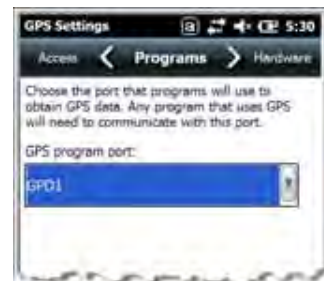 GPS Settings 5:30
Access Programs Hardware
Choose the port that programs will use to
obtain GPS data. Any program that uses GPS
will need to communicate with this port.
GPS program port:
GPD1